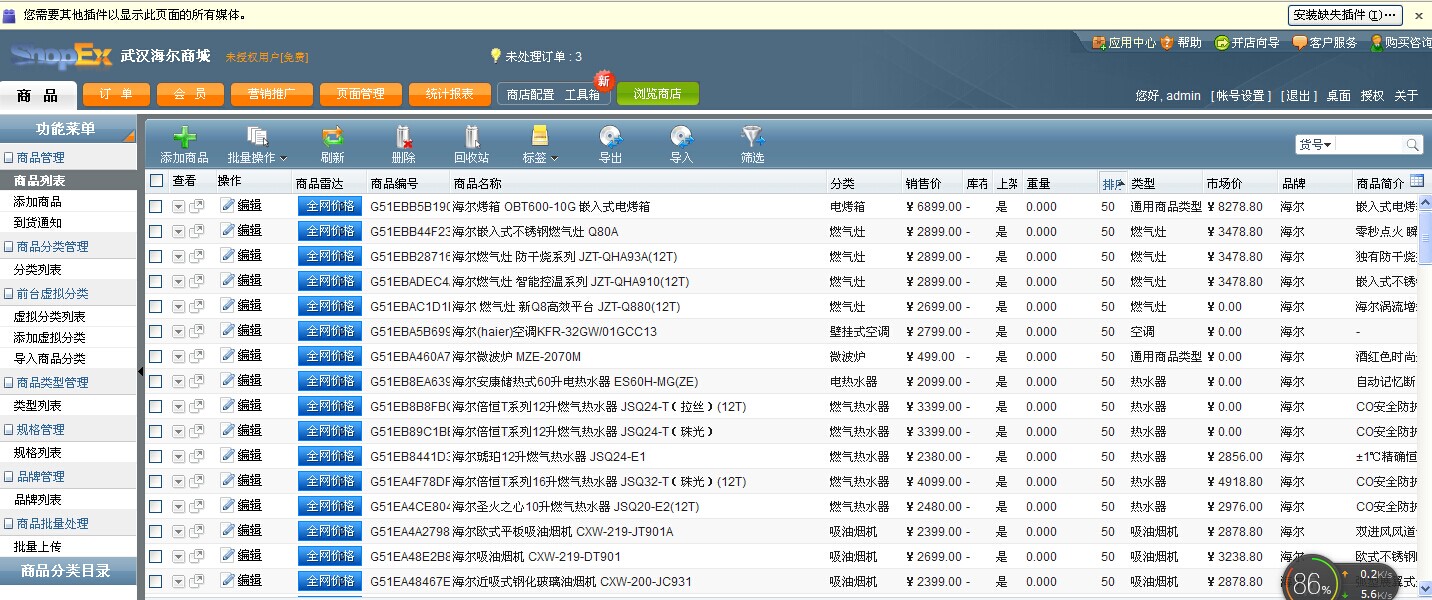 您需要其他插件以显示此页面的所有媒体。 安装缺失插件(I)…
ShopEx 武汉海尔商城 未授权用户[免费] 未处理订单:3 应用中心 帮助 开店向导 客户服务 购买咨询
商 品 订 单 会 员 营销推广 页面管理 统计报表 商店配置 工具箱 新 浏览商店 您好, admin [帐号设置] [退出] 桌面 授权 关于
功能菜单
商品管理
商品列表
添加商品
到货通知
商品分类管理
分类列表
前台虚拟分类
虚拟分类列表
添加虚拟分类
导入商品分类
商品类型管理
类型列表
规格管理
规格列表
品牌管理
品牌列表
商品批量处理
批量上传
商品分类目录
添加商品 批量操作 刷新 删除 回收站 标签 导出 导入 筛选 货号
查看 操作 商品雷达 商品编号 商品名称 分类 销售价 库存 上架 重量 排序 类型 市场价 品牌 商品简介
编辑 全网价格 G51EBB5B190 海尔烤箱 OBT600-10G 嵌入式电烤箱 电烤箱 ¥ 6899.00 - 是 0.000 50 通用商品类型 ¥ 8278.80 海尔 嵌入式电烤
编辑 全网价格 G51EBB44F23 海尔嵌入式不锈钢燃气灶 Q80A 燃气灶 ¥ 2899.00 - 是 0.000 50 燃气灶 ¥ 3478.80 海尔 零秒点火 瞬
编辑 全网价格 G51EBB28716 海尔燃气灶 防干烧系列 JZT-QHA93A(12T) 燃气灶 ¥ 2899.00 - 是 0.000 50 燃气灶 ¥ 3478.80 海尔 独有防干烧
编辑 全网价格 G51EBADEC4 海尔燃气灶 智能控温系列 JZT-QHA910(12T) 燃气灶 ¥ 2899.00 - 是 0.000 50 燃气灶 ¥ 3478.80 海尔 嵌入式不锈
编辑 全网价格 G51EBAC1D1 海尔 燃气灶 新Q8高效平台 JZT-Q880(12T) 燃气灶 ¥ 2699.00 - 是 0.000 50 燃气灶 ¥ 0.00 海尔 海尔涡流增
编辑 全网价格 G51EBA5B699 海尔(haier)空调KFR-32GW/01GCC13 壁挂式空调 ¥ 2799.00 - 是 0.000 50 空调 ¥ 0.00 海尔 -
编辑 全网价格 G51EBA460A7 海尔微波炉 MZE-2070M 微波炉 ¥ 499.00 - 是 0.000 50 通用商品类型 ¥ 0.00 海尔 酒红色时尚
编辑 全网价格 G51EB8EA639 海尔安康储热式60升电热水器 ES60H-MG(ZE) 电热水器 ¥ 2099.00 - 是 0.000 50 热水器 ¥ 0.00 海尔 自动记忆断
编辑 全网价格 G51EB8B8FB0 海尔倍恒T系列12升燃气热水器 JSQ24-T(拉丝)(12T) 燃气热水器 ¥ 3399.00 - 是 0.000 50 热水器 ¥ 0.00 海尔 CO安全防护
编辑 全网价格 G51EB89C1B 海尔倍恒T系列12升燃气热水器 JSQ24-T(珠光) 燃气热水器 ¥ 3399.00 - 是 0.000 50 热水器 ¥ 0.00 海尔 CO安全防护
编辑 全网价格 G51EB8441D 海尔琥珀12升燃气热水器 JSQ24-E1 燃气热水器 ¥ 2380.00 - 是 0.000 50 热水器 ¥ 2856.00 海尔 ±1℃精确恒
编辑 全网价格 G51EA4F78DF 海尔倍恒T系列16升燃气热水器 JSQ32-T(珠光)(12T) 燃气热水器 ¥ 4099.00 - 是 0.000 50 热水器 ¥ 4918.80 海尔 CO安全防护
编辑 全网价格 G51EA4CE804 海尔圣火之心10升燃气热水器 JSQ20-E2(12T) 燃气热水器 ¥ 2480.00 - 是 0.000 50 热水器 ¥ 2976.00 海尔 CO安全防护
编辑 全网价格 G51EA4A2798 海尔欧式平板吸油烟机 CXW-219-JT901A 吸油烟机 ¥ 2399.00 - 是 0.000 50 吸油烟机 ¥ 2878.80 海尔 双进风风道
编辑 全网价格 G51EA48E2B8 海尔吸油烟机 CXW-219-DT901 吸油烟机 ¥ 2699.00 - 是 0.000 50 吸油烟机 ¥ 3238.80 海尔 欧式不锈钢
编辑 全网价格 G51EA48467E 海尔近吸式钢化玻璃油烟机 CXW-200-JC931 吸油烟机 ¥ 2399.00 - 是 0.000 50 吸油烟机 ¥ 2878.80
86% 0.2K/s
5.6K/s